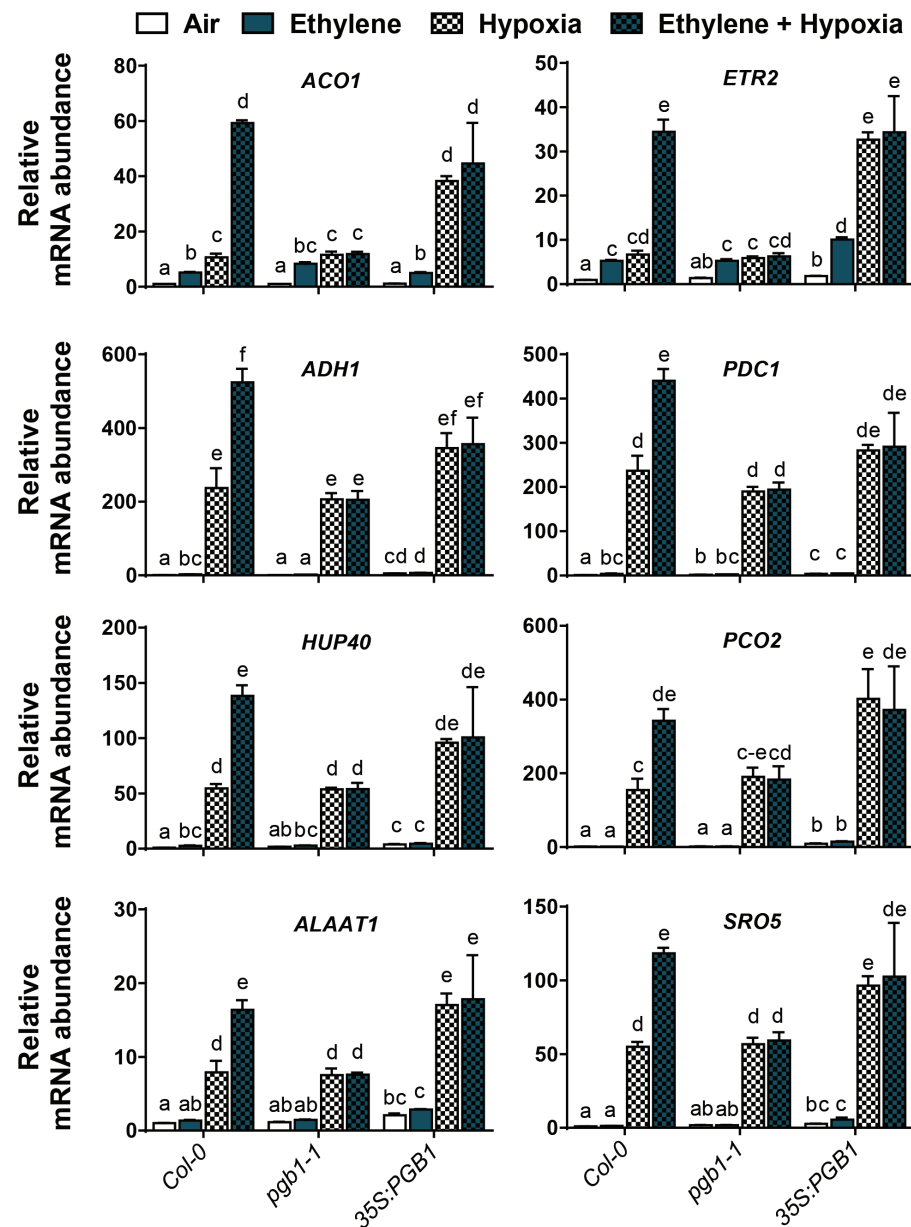 Air Ethylene Hypoxia Ethylene + Hypoxia
Relative
mRNA abundance
ACO1
80
60
40
20
0
a b c d
a bc c c
a b d d
ETR2
50
40
30
20
10
0
a c cd e
ab c c cd
b d e e
Relative
mRNA abundance
ADH1
600
400
200
0
a bc e f
a a e e
cd d ef ef
PDC1
500
400
300
200
100
0
a bc d e
b bc d d
c c de de
Relative
mRNA abundance
HUP40
200
150
100
50
0
a bc d e
ab bc d d
c c de de
PCO2
600
400
200
0
a a c de
a a c-e cd
b b e de
Relative
mRNA abundance
ALAAT1
30
20
10
0
a ab d e
ab ab d d
bc c e e
SRO5
150
100
50
0
a a d e
ab ab d d
bc c e de
Col-0 pgb1-1 35S:PGB1
Col-0 pgb1-1 35S:PGB1